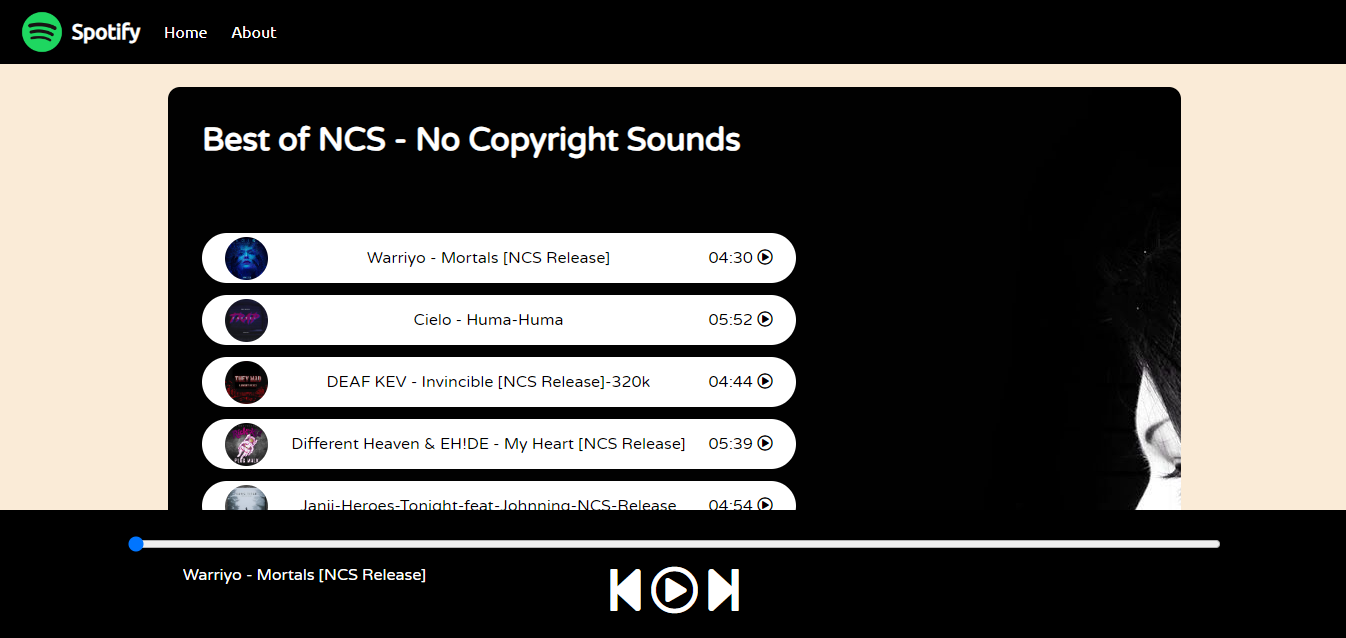 Spotify Home About
Best of NCS - No Copyright Sounds
Warriyo - Mortals [NCS Release] 04:30
Cielo - Huma-Huma 05:52
DEAF KEV - Invincible [NCS Release]-320k 04:44
Different Heaven & EH!DE - My Heart [NCS Release] 05:39
Janji-Heroes-Tonight-feat-Johnning-NCS-Release 04:54
Warriyo - Mortals [NCS Release]